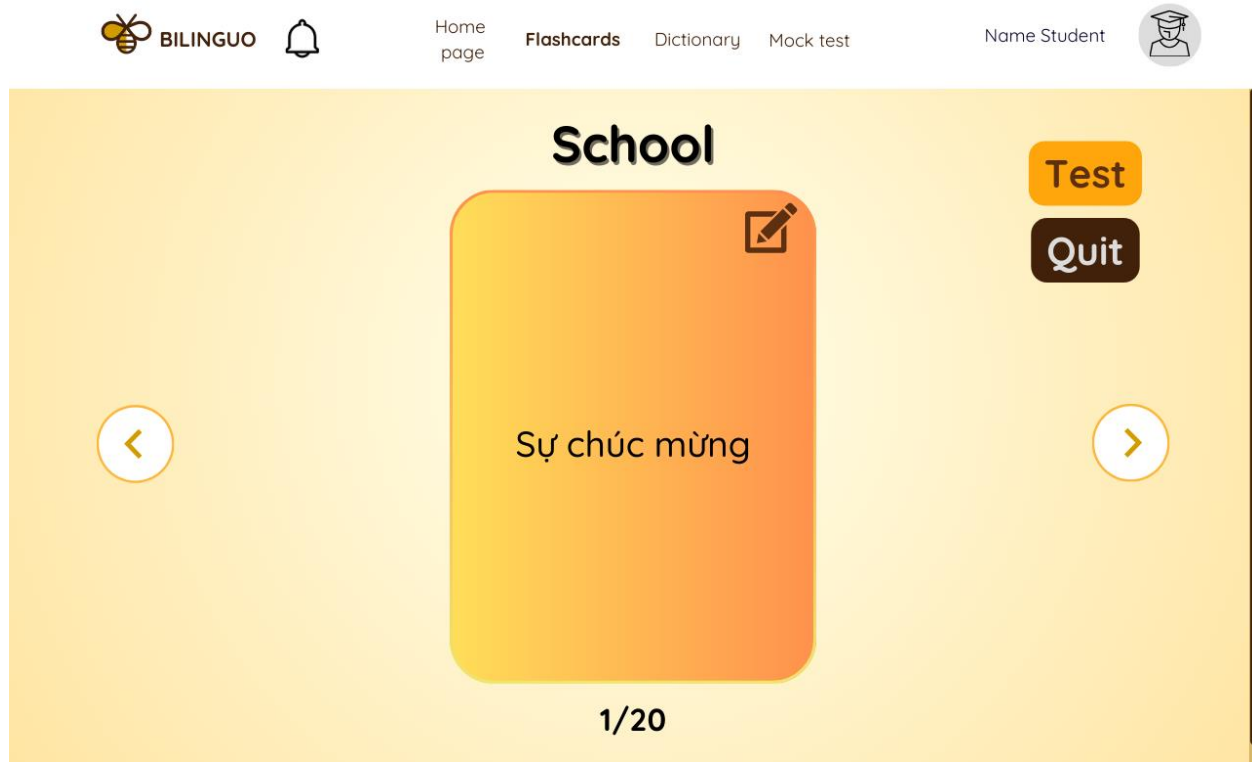 BILINGUO
Home
page
Flashcards
Dictionary
Mock test
Name Student
School
Test
Quit
Sự chúc mừng
1/20